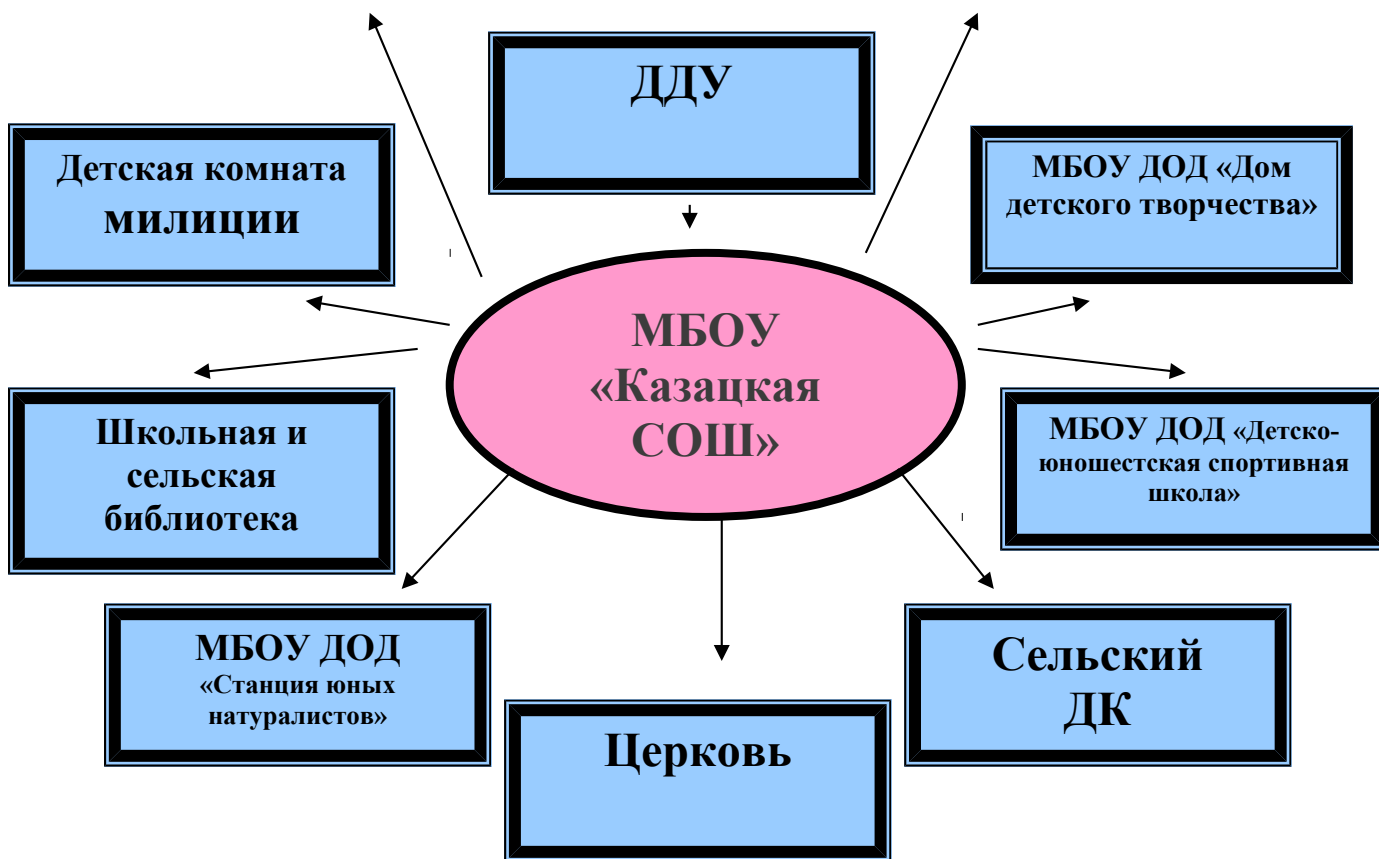 ДДУ
Детская комната
милиции
МБОУ ДОД «Дом
детского творчества»
МБОУ
«Казацкая
СОШ»
Школьная и
сельская
библиотека
МБОУ ДОД «Детско-
юношестская спортивная
школа»
МБОУ ДОД
«Станция юных
натуралистов»
Сельский
ДК
Церковь